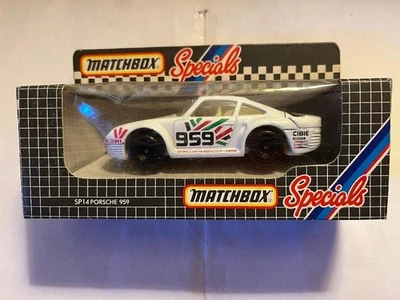 MATCHBOX Specials
959
CIBIE
SP14 PORSCHE 959
MATCHBOX Specials